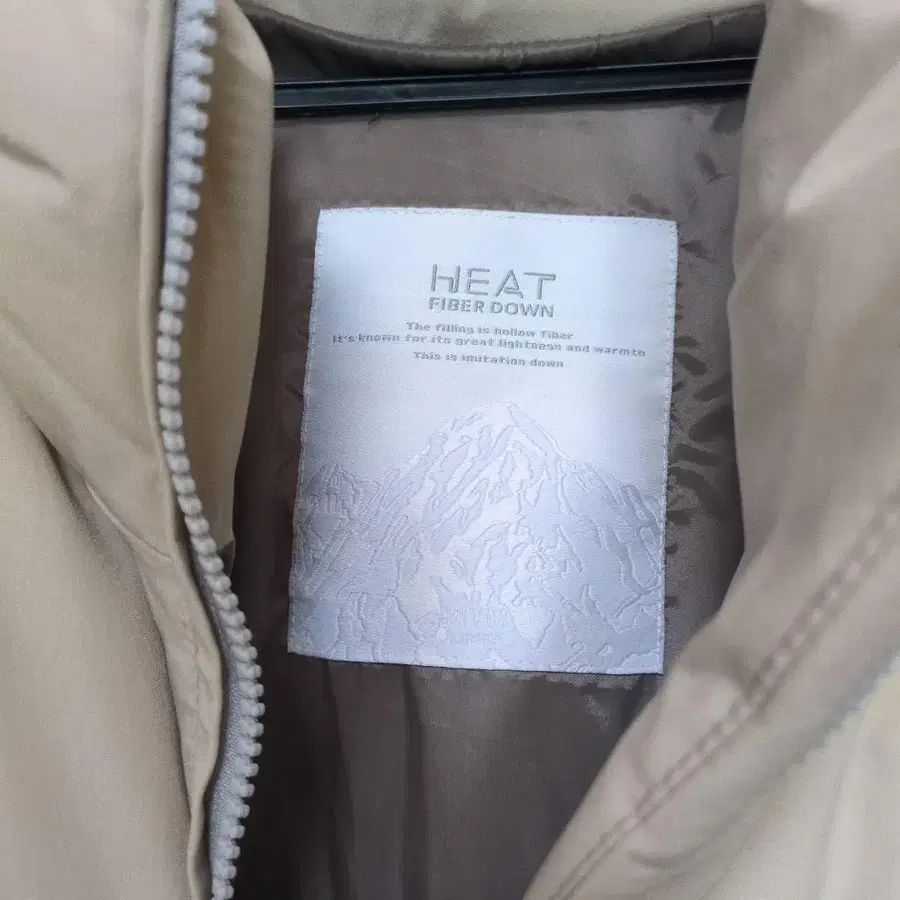 HEAT
FIBER DOWN
The filling is hollow fiber
It's known for its great lightness and warmth
This is imitation down